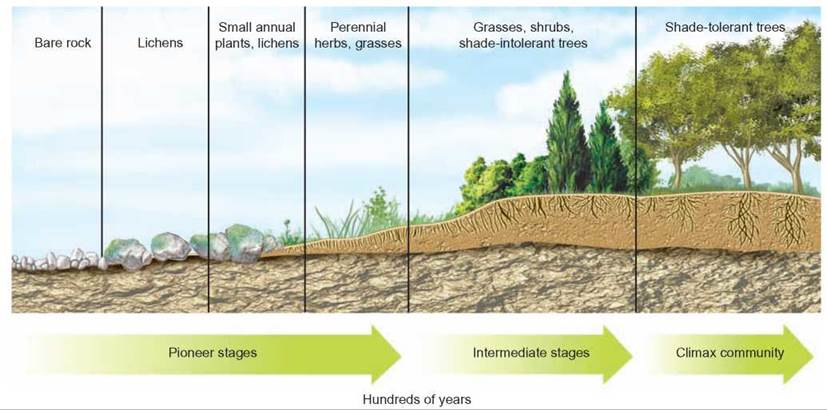 Bare rock
Lichens
Small annual
plants, lichens
Perennial
herbs, grasses
Grasses, shrubs,
shade-intolerant trees
Shade-tolerant trees
Pioneer stages
Intermediate stages
Climax community
Hundreds of years